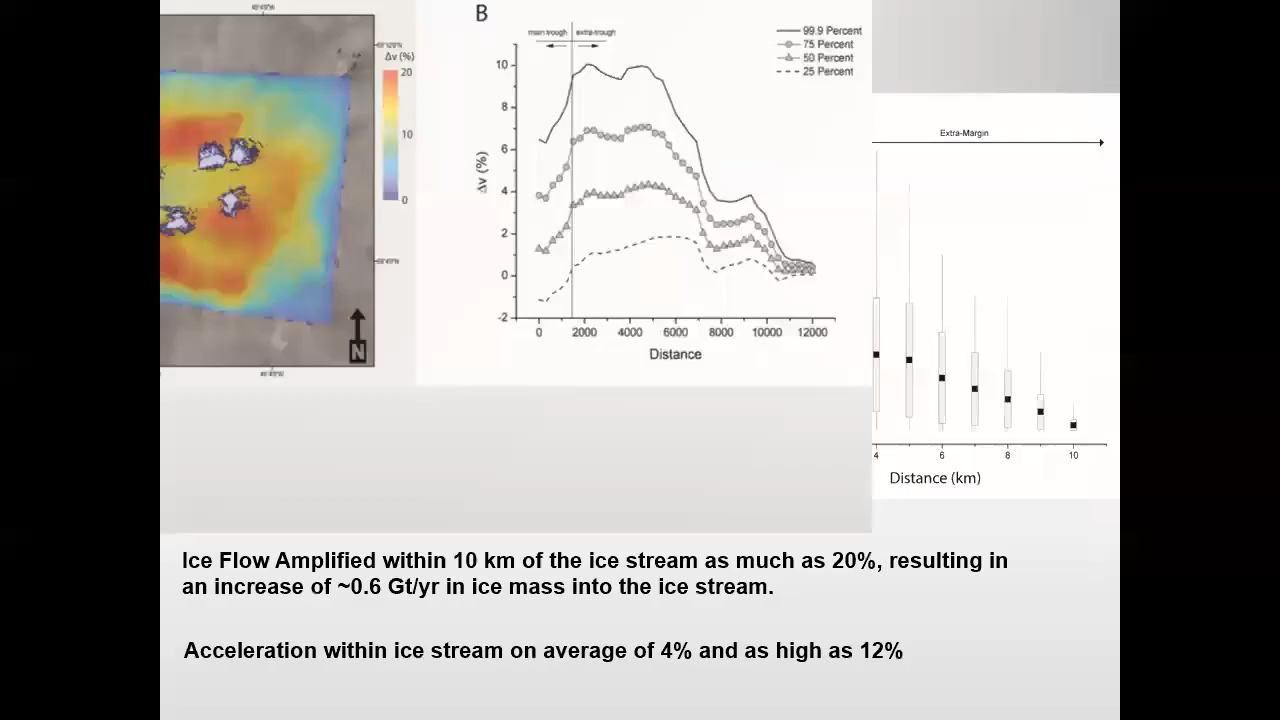 B
main trough
extra-trough
99.9 Percent
75 Percent
50 Percent
25 Percent
Δv (%)
20
10
0
N
Δv (%)
10
8
6
4
2
0
-2
0 2000 4000 6000 8000 10000 12000
Distance
Extra-Margin
4 6 8 10
Distance (km)
Ice Flow Amplified within 10 km of the ice stream as much as 20%, resulting in
an increase of ~0.6 Gt/yr in ice mass into the ice stream.
Acceleration within ice stream on average of 4% and as high as 12%